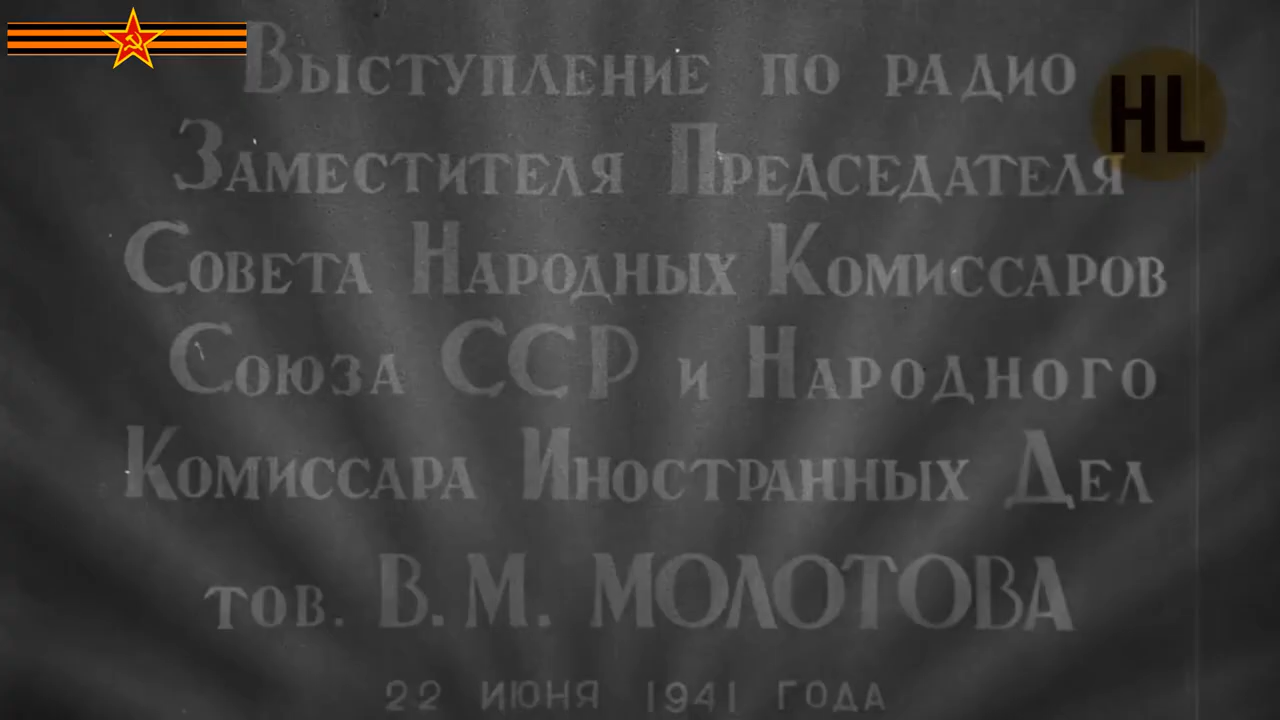 Выступление по радио
HL
Заместителя Председателя
Совета Народных Комиссаров
Союза ССР и Народного
Комиссара Иностранных Дел
тов. В. М. МОЛОТОВА
22 ИЮНЯ 1941 ГОДА